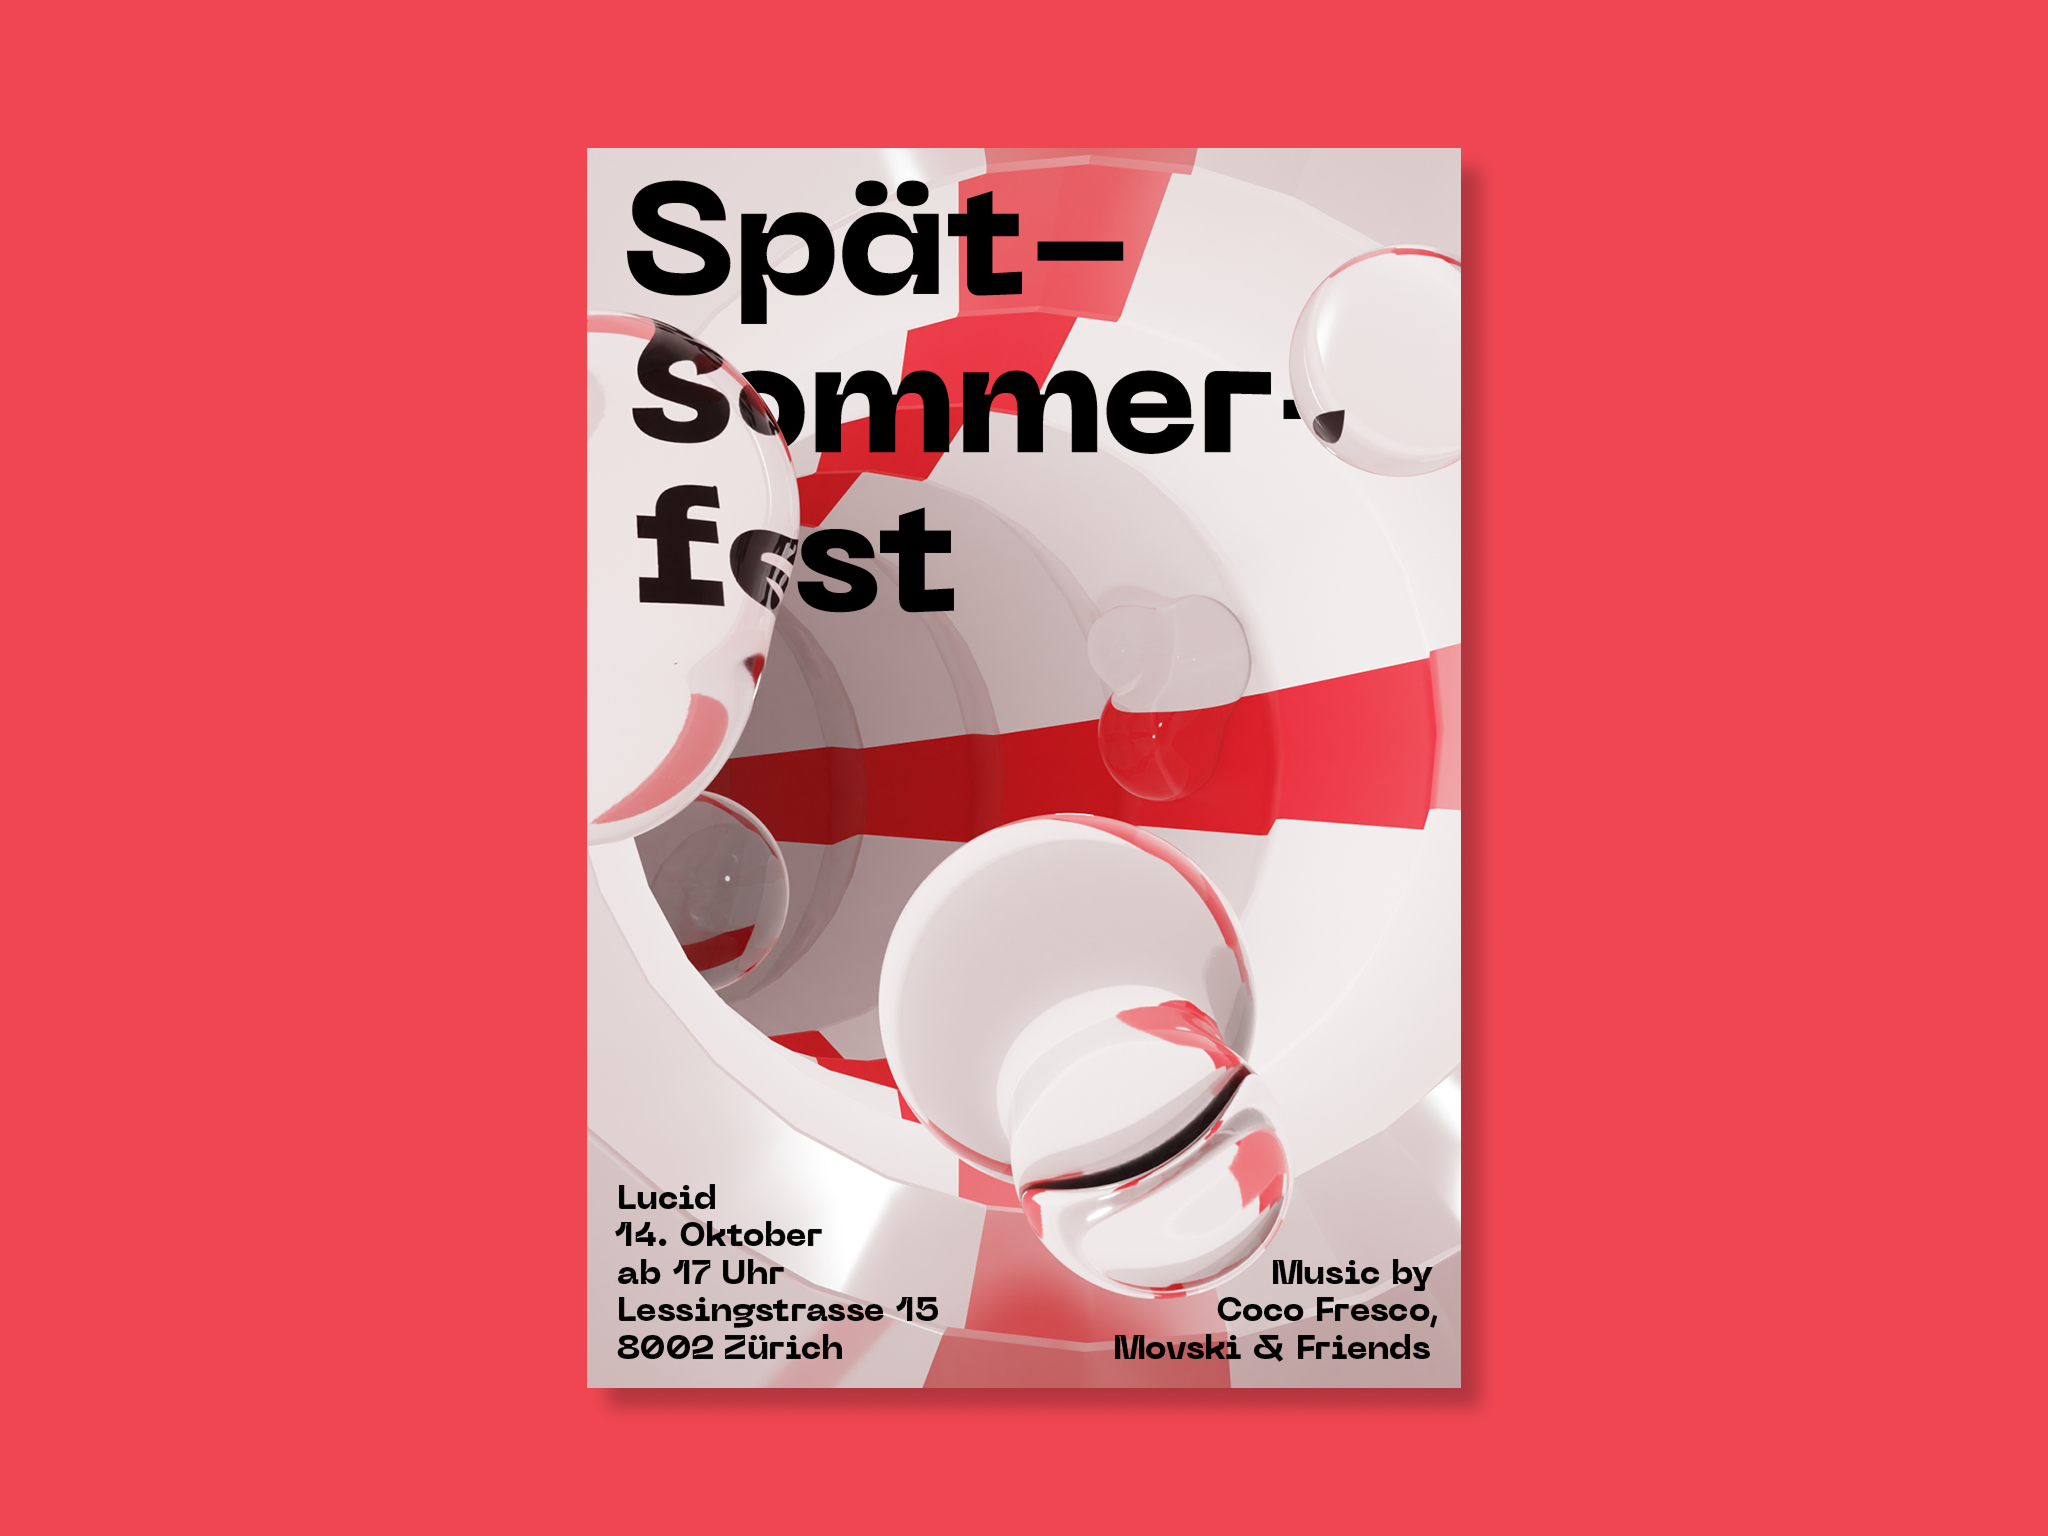 Spät-
Sommer-
fest
Lucid
14. Oktober
ab 17 Uhr
Lessingstrasse 15
8002 Zürich
Music by
Coco Fresco,
Movski & Friends